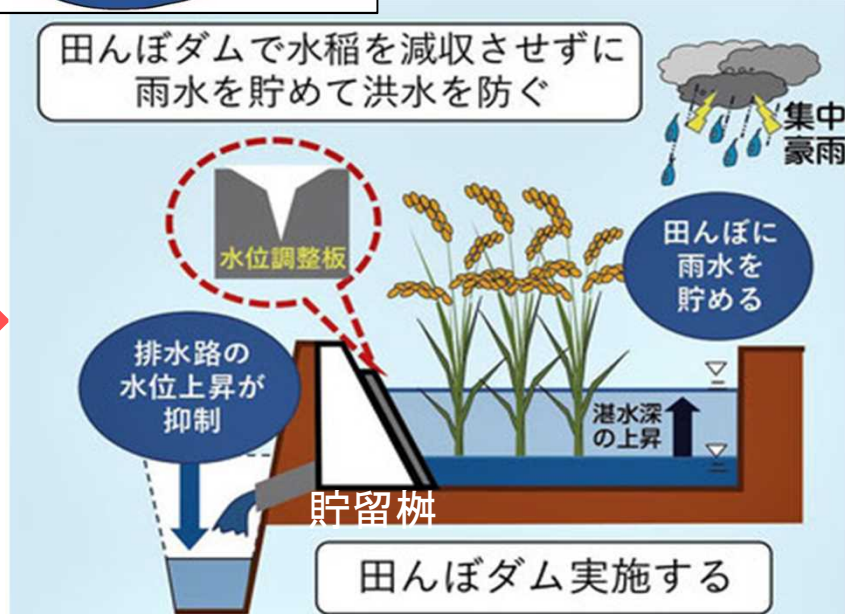 田んぼダムで水稲を減収させずに
雨水を貯めて洪水を防ぐ
集中
豪雨
水位調整板
田んぼに
雨水を
貯める
排水路の
水位上昇が
抑制
湛水深
の上昇
貯留桝
田んぼダム実施する